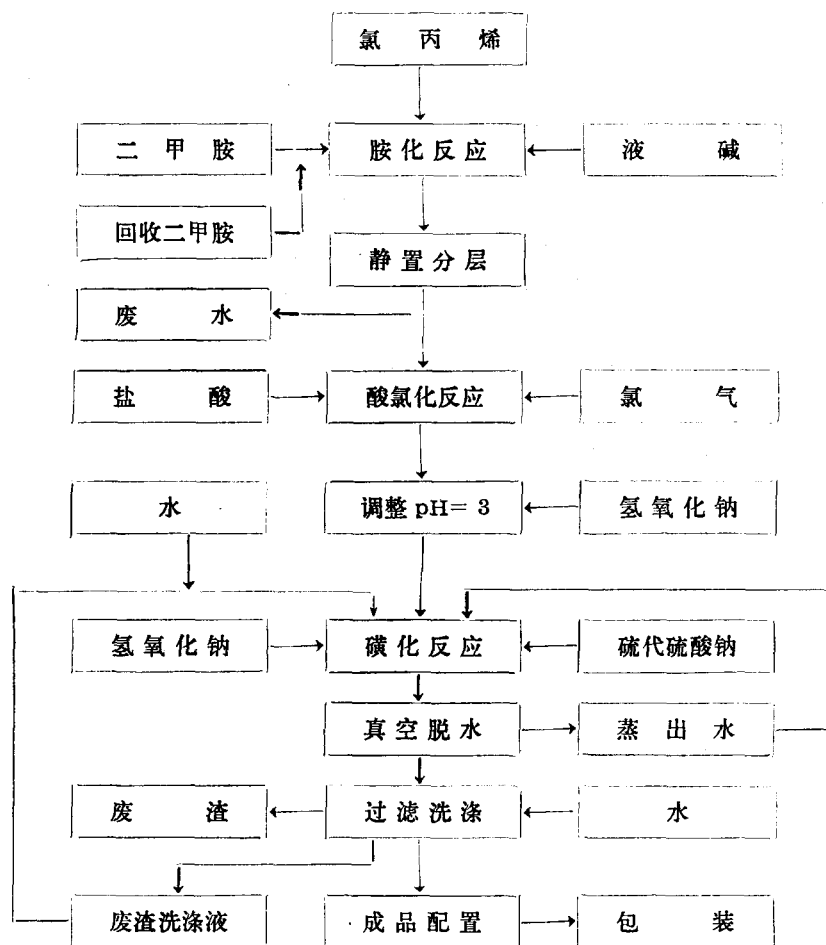 氯丙烯
二甲胺 胺化反应 液碱
回收二甲胺
静置分层
废水
盐酸 酸氯化反应 氯气
水 调整 pH=3 氢氧化钠
氢氧化钠 磺化反应 硫代硫酸钠
真空脱水 蒸出水
废渣 过滤洗涤 水
废渣洗涤液 成品配置 包装